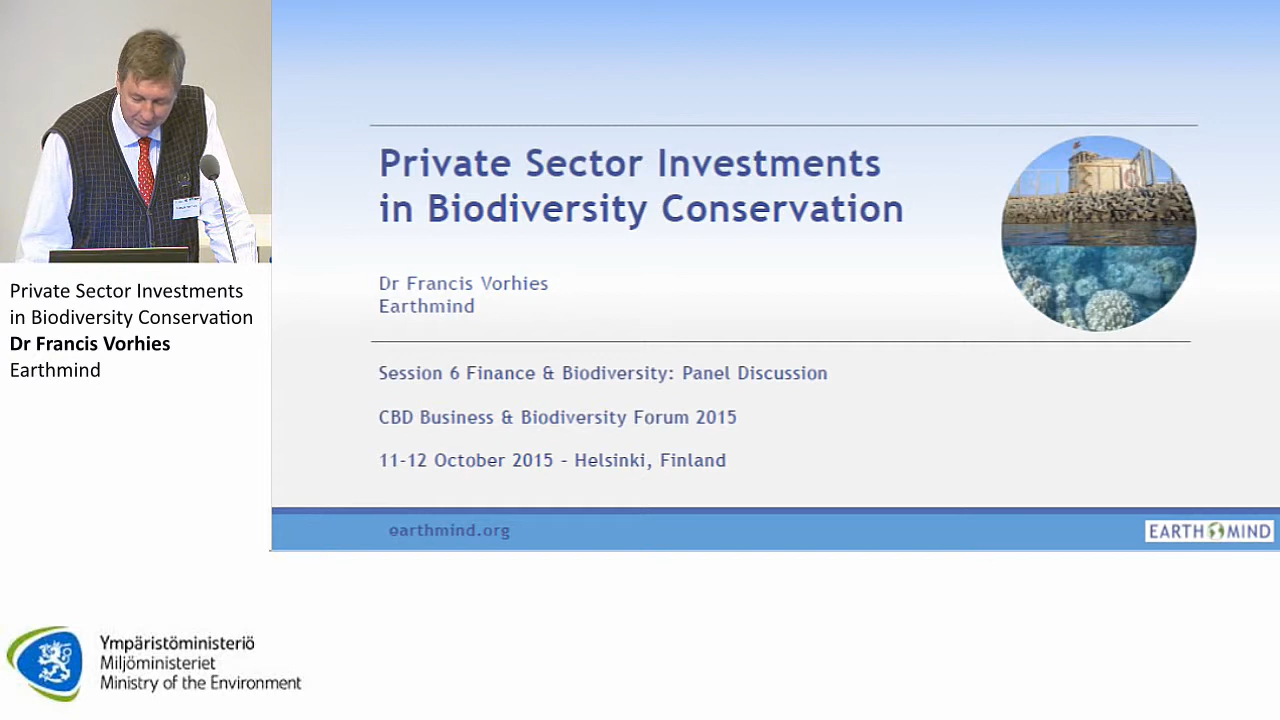 Private Sector Investments
in Biodiversity Conservation
Dr Francis Vorhies
Earthmind
Private Sector Investments
in Biodiversity Conservation
Dr Francis Vorhies
Earthmind
Session 6 Finance & Biodiversity: Panel Discussion
CBD Business & Biodiversity Forum 2015
11-12 October 2015 - Helsinki, Finland
earthmind.org
EARTH MIND
Ympäristöministeriö
Miljöministeriet
Ministry of the Environment